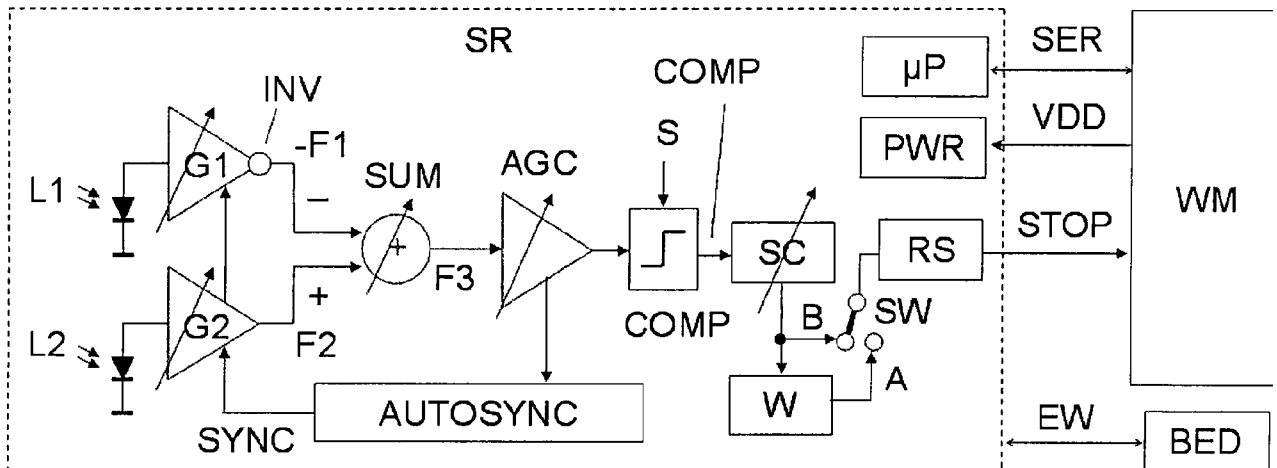 SR
SER
µP
COMP
INV
VDD
S
-F1
PWR
AGC
G1
SUM
L1
–
WM
STOP
+
SC
RS
F3
+
SW
G2
B
COMP
L2
F2
A
W
AUTOSYNC
EW
SYNC
BED